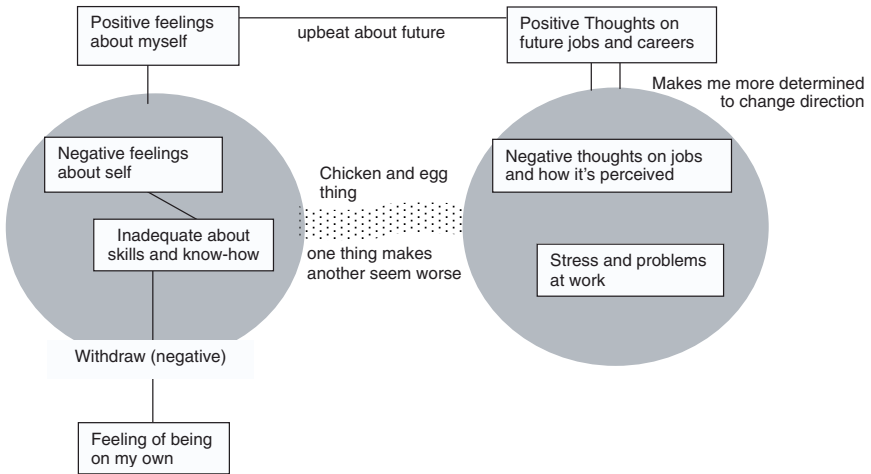 Positive feelings
about myself
upbeat about future
Positive Thoughts on
future jobs and careers
Makes me more determined
to change direction
Negative feelings
about self
Inadequate about
skills and know-how
Chicken and egg
thing
one thing makes
another seem worse
Negative thoughts on jobs
and how it's perceived
Stress and problems
at work
Withdraw (negative)
Feeling of being
on my own